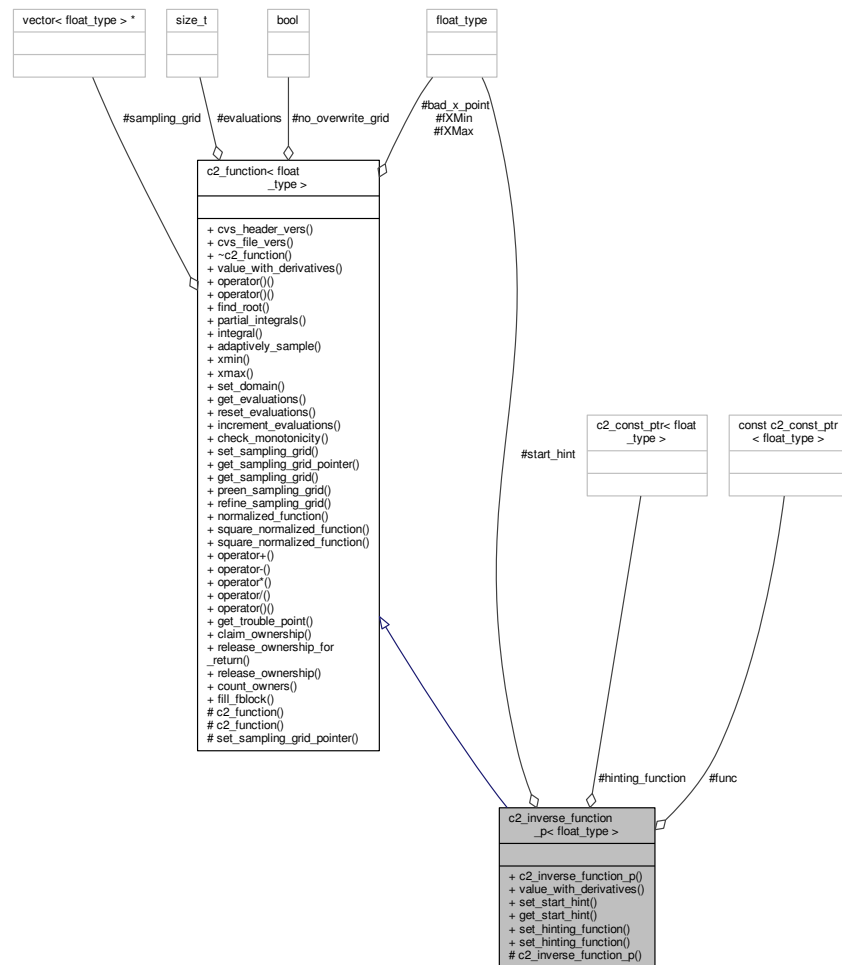 vector< float_type > *
size_t
bool
float_type
#sampling_grid
#evaluations
#no_overwrite_grid
#bad_x_point
#fXMin
#fXMax
c2_function< float
_type >
+ cvs_header_vers()
+ cvs_file_vers()
+ ~c2_function()
+ value_with_derivatives()
+ operator()()
+ operator()()
+ find_root()
+ partial_integrals()
+ integral()
+ adaptively_sample()
+ xmin()
+ xmax()
+ set_domain()
+ get_evaluations()
+ reset_evaluations()
+ increment_evaluations()
+ check_monotonicity()
+ set_sampling_grid()
+ get_sampling_grid_pointer()
+ get_sampling_grid()
+ preen_sampling_grid()
+ refine_sampling_grid()
+ normalized_function()
+ square_normalized_function()
+ square_normalized_function()
+ operator+()
+ operator-()
+ operator*()
+ operator/()
+ operator()()
+ get_trouble_point()
+ claim_ownership()
+ release_ownership_for
_return()
+ release_ownership()
+ count_owners()
+ fill_fblock()
# c2_function()
# c2_function()
# set_sampling_grid_pointer()
#start_hint
c2_const_ptr< float
_type >
const c2_const_ptr
< float_type >
#hinting_function
#func
c2_inverse_function
_p< float_type >
+ c2_inverse_function_p()
+ value_with_derivatives()
+ set_start_hint()
+ get_start_hint()
+ set_hinting_function()
+ set_hinting_function()
# c2_inverse_function_p()